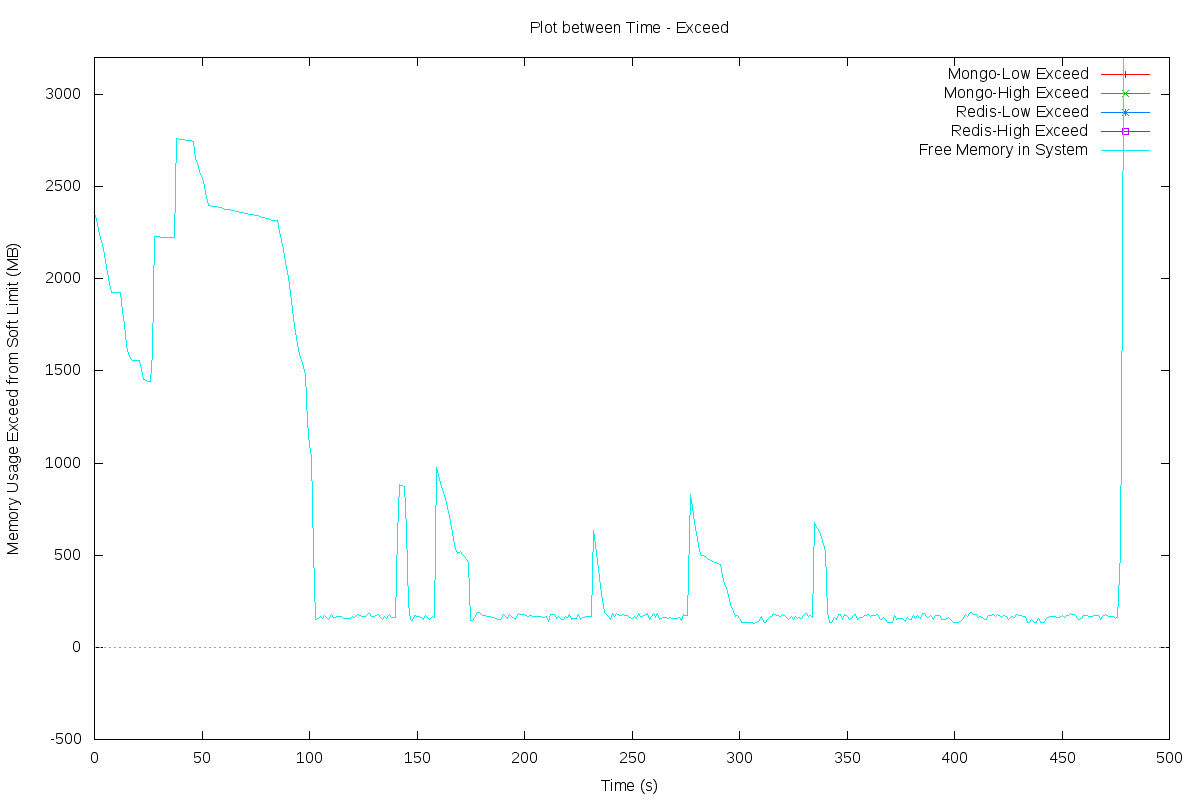 Plot between Time - Exceed
Mongo-Low Exceed
Mongo-High Exceed
Redis-Low Exceed
Redis-High Exceed
Free Memory in System
Memory Usage Exceed from Soft Limit (MB)
3000
2500
2000
1500
1000
500
0
-500
0 50 100 150 200 250 300 350 400 450 500
Time (s)